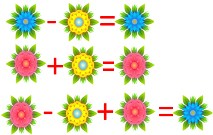 - =
+ =
- + =